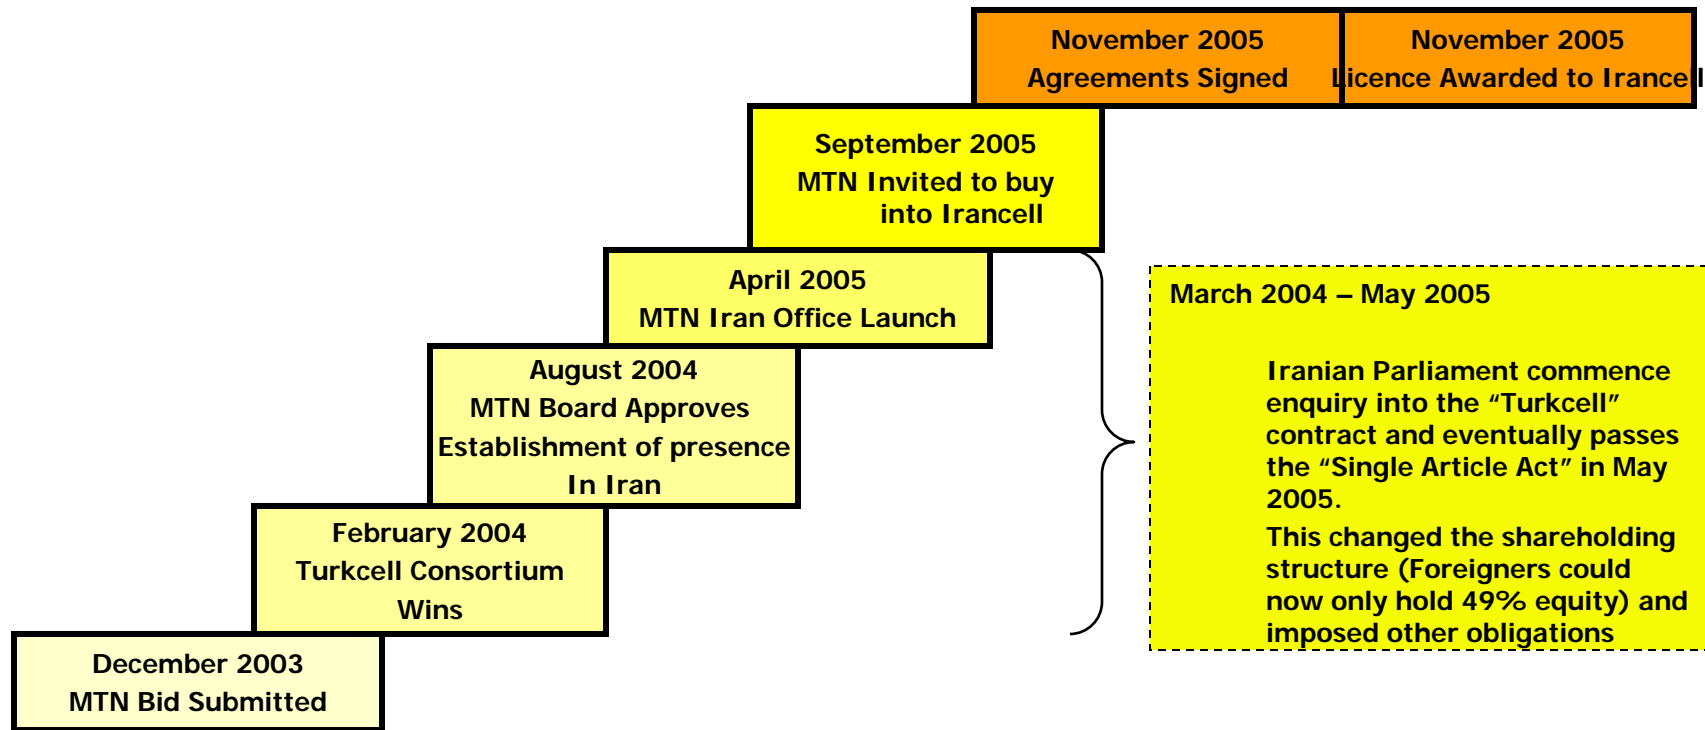 November 2005
Agreements Signed
November 2005
Licence Awarded to Irancell
September 2005
MTN Invited to buy
into Irancell
April 2005
MTN Iran Office Launch
August 2004
MTN Board Approves
Establishment of presence
In Iran
February 2004
Turkcell Consortium
Wins
December 2003
MTN Bid Submitted
March 2004 – May 2005
Iranian Parliament commence
enquiry into the “Turkcell”
contract and eventually passes
the “Single Article Act” in May
2005.
This changed the shareholding
structure (Foreigners could
now only hold 49% equity) and
imposed other obligations